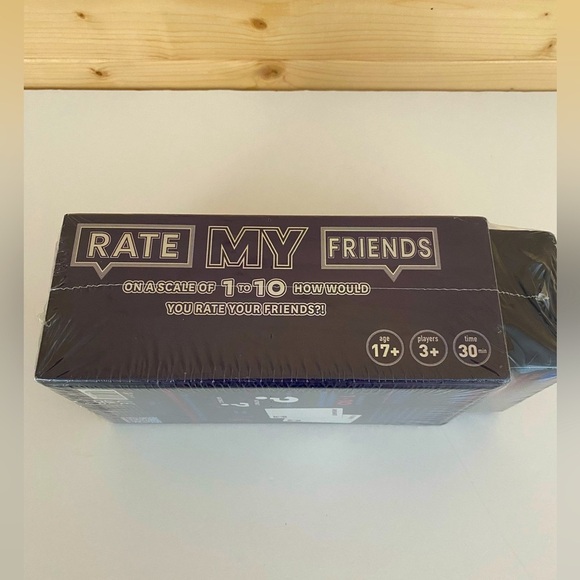 RATE MY FRIENDS
ON A SCALE OF 1 TO 10 HOW WOULD
YOU RATE YOUR FRIENDS?!
age players time
17+ 3+ 30min